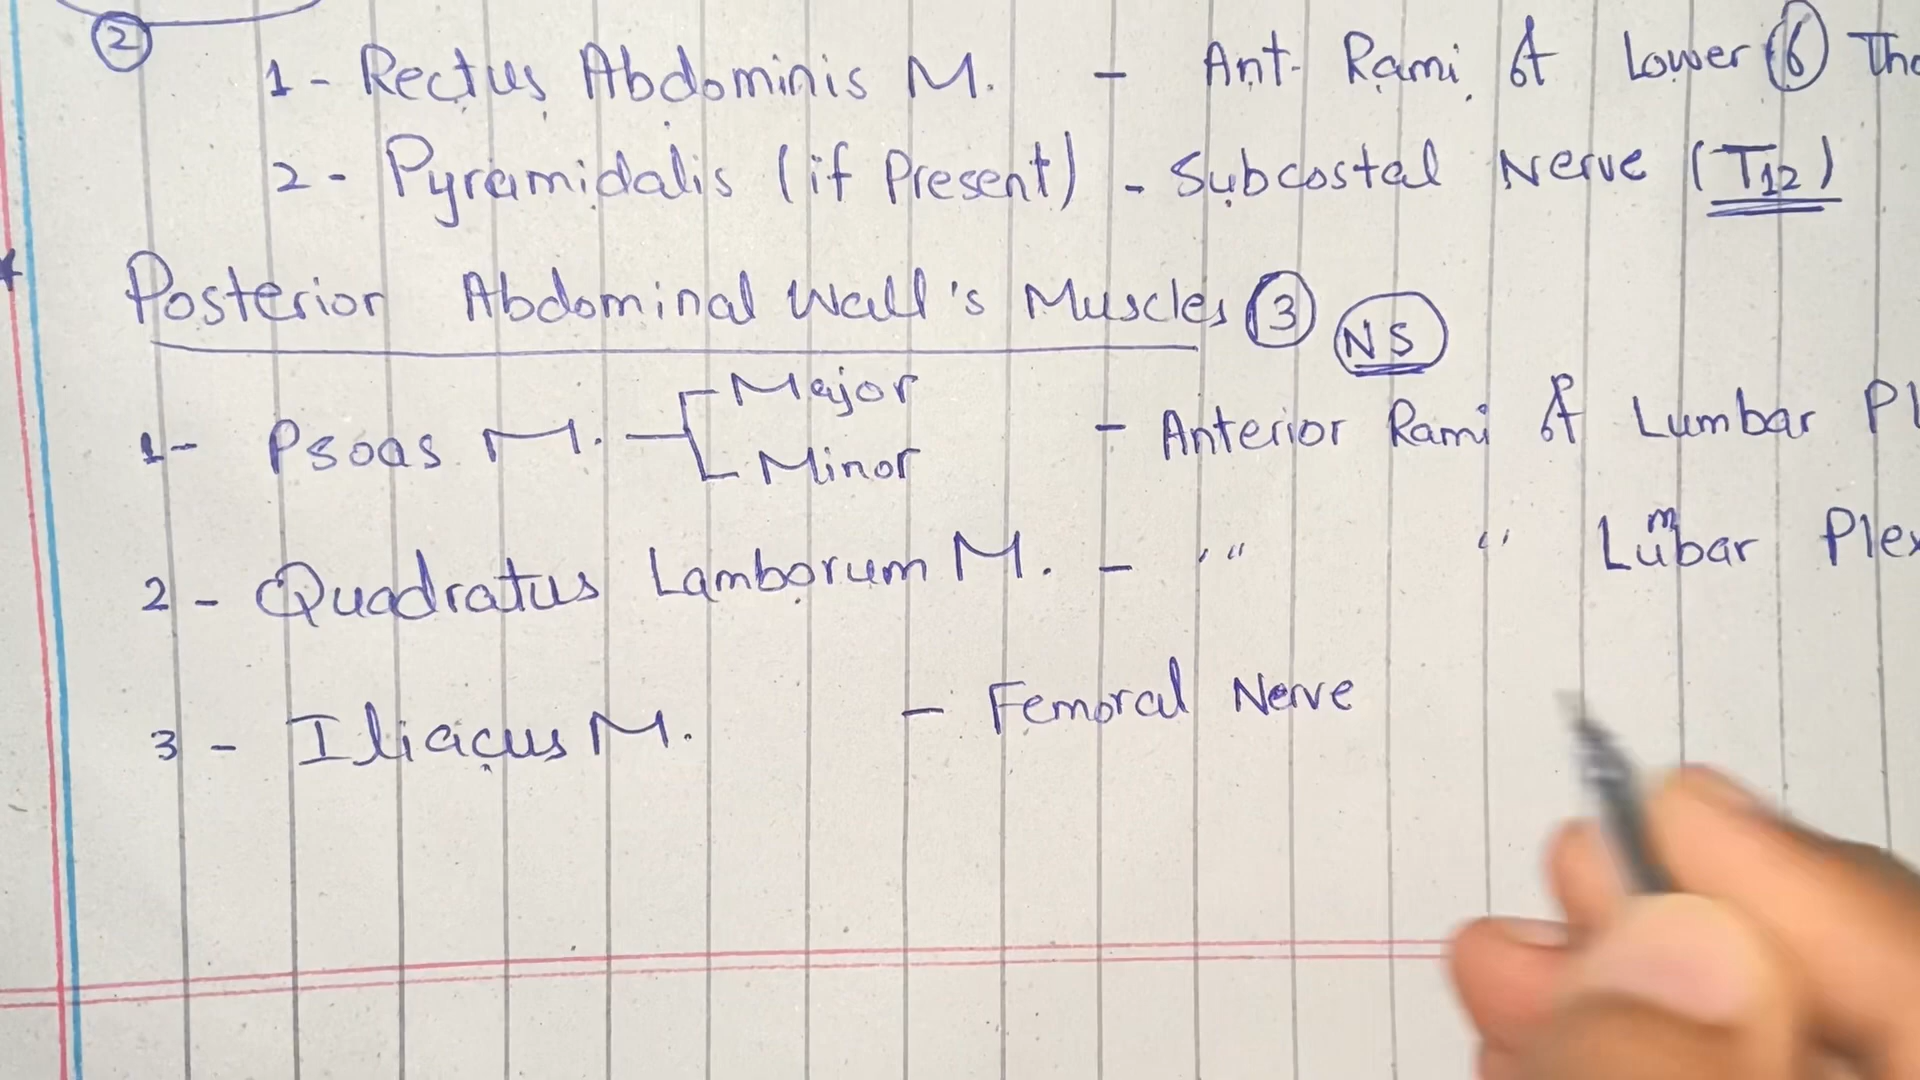 ②
1- Rectus Abdominis M. - Ant. Rami of Lower ⑥ Tho
2- Pyramidalis (if Present) - Subcostal Nerve (T12)
Posterior Abdominal Wall's Muscles ③ NS
1- Psoas M. Major Minor - Anterior Rami of Lumbar Pl
2- Quadratus Lamborum M. - " " Lumbar Plex
3- Iliacus M. - Femoral Nerve